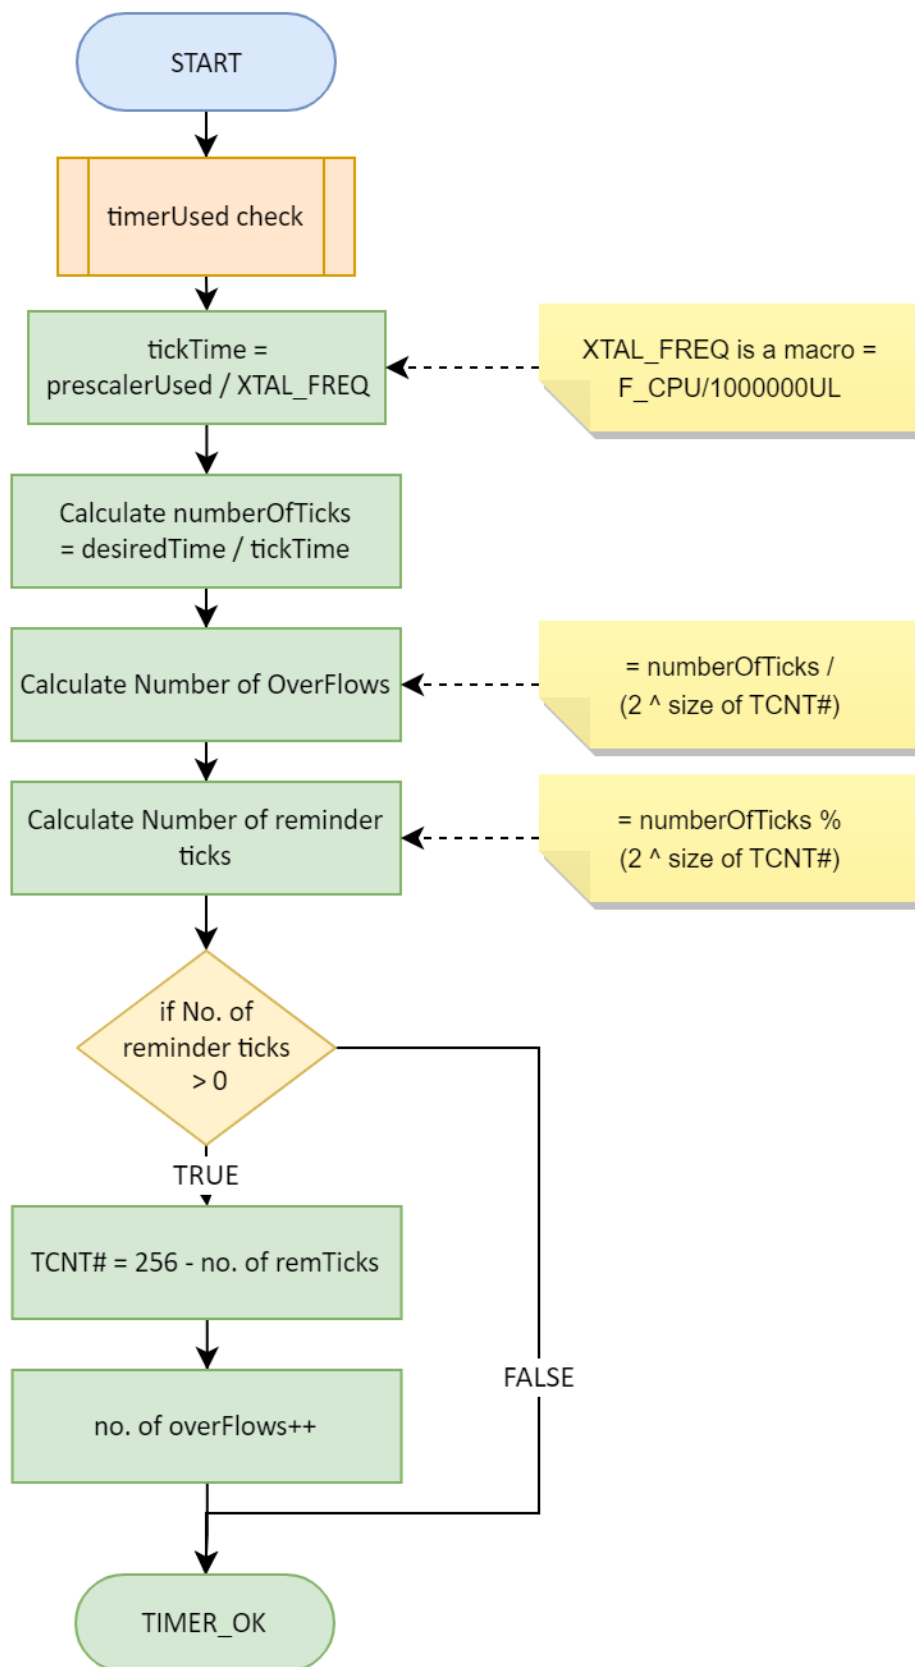 START
timerUsed check
tickTime =
prescalerUsed / XTAL_FREQ
XTAL_FREQ is a macro =
F_CPU/1000000UL
Calculate numberOfTicks
= desiredTime / tickTime
Calculate Number of OverFlows
= numberOfTicks /
(2 ^ size of TCNT#)
Calculate Number of reminder
ticks
= numberOfTicks %
(2 ^ size of TCNT#)
if No. of
reminder ticks
> 0
TRUE
TCNT# = 256 - no. of remTicks
FALSE
no. of overFlows++
TIMER_OK